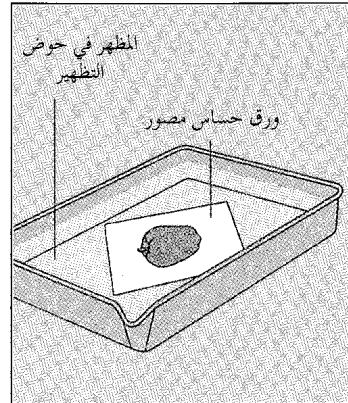 المظهر في حوض
التظهير
ورق حساس مصور